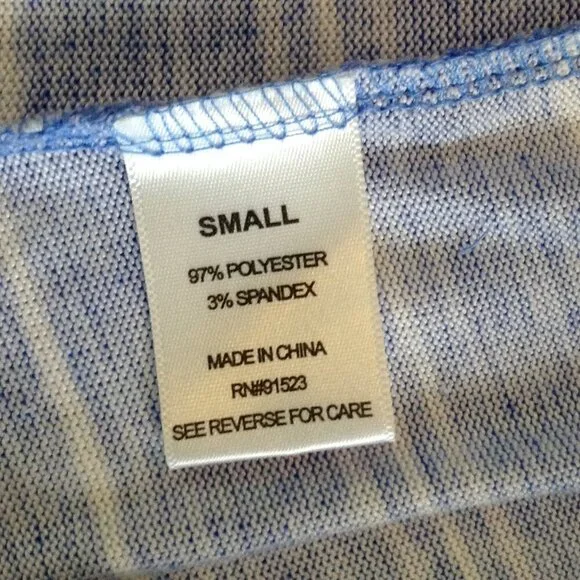 SMALL
97% POLYESTER
3% SPANDEX
MADE IN CHINA
RN#91523
SEE REVERSE FOR CARE